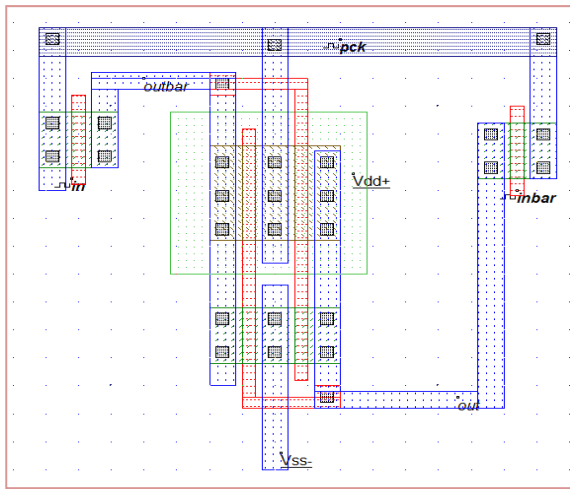 pck
outbar
Vdd+
in
inbar
out
Vss-